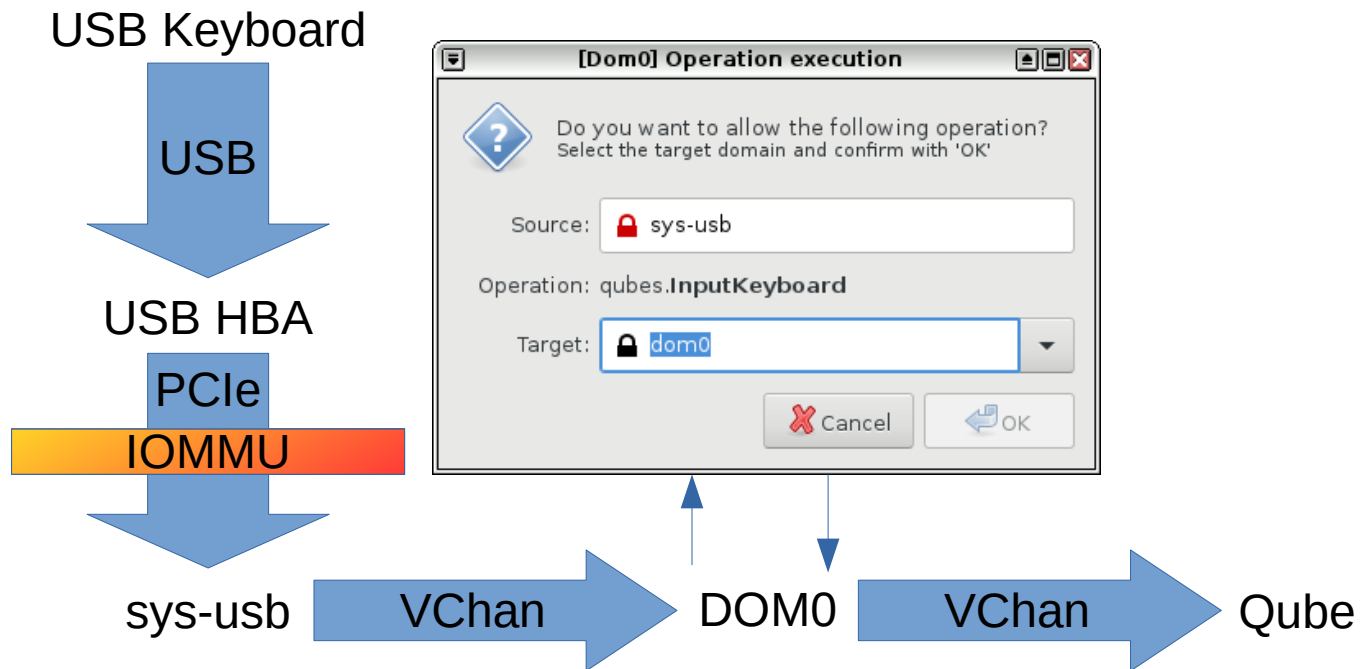 USB Keyboard
USB
USB HBA
PCIe
IOMMU
[Dom0] Operation execution
Do you want to allow the following operation?
Select the target domain and confirm with 'OK'
Source: sys-usb
Operation: qubes.InputKeyboard
Target: dom0
Cancel OK
sys-usb VChan DOM0 VChan Qube